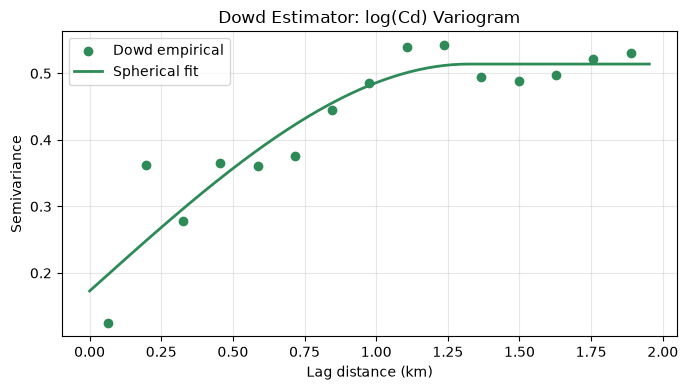 Dowd Estimator: log(Cd) Variogram
Dowd empirical
Spherical fit
Semivariance
0.5
0.4
0.3
0.2
0.00 0.25 0.50 0.75 1.00 1.25 1.50 1.75 2.00
Lag distance (km)